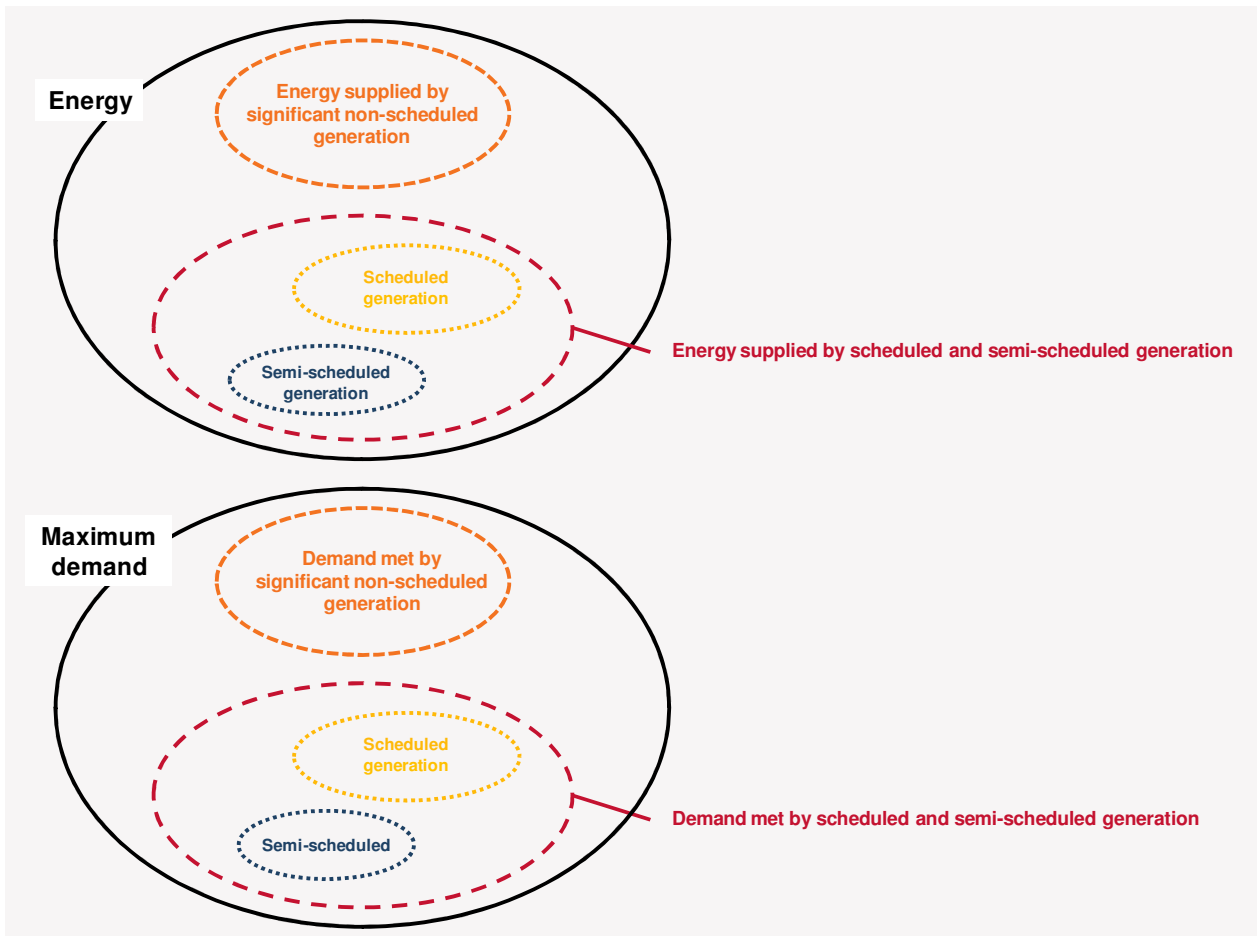 Energy
Energy supplied by
significant non-scheduled
generation
Scheduled
generation
Semi-scheduled
generation
Energy supplied by scheduled and semi-scheduled generation
Maximum
demand
Demand met by
significant non-scheduled
generation
Scheduled
generation
Semi-scheduled
Demand met by scheduled and semi-scheduled generation